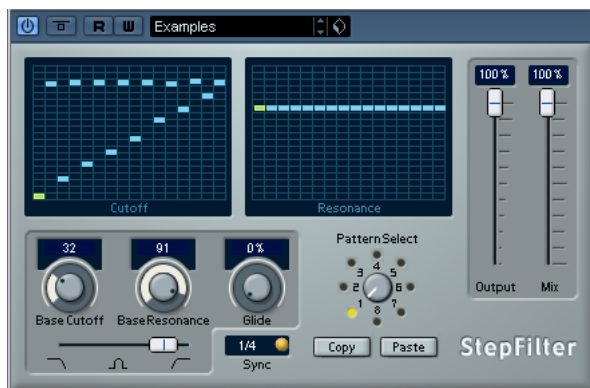 R W Examples
Cutoff
Resonance
100 % 100 %
Output Mix
32 91 0 %
Base Cutoff Base Resonance Glide
1/4
Sync
Pattern Select
1 2 3 4 5 6 7 8
Copy Paste
StepFilter